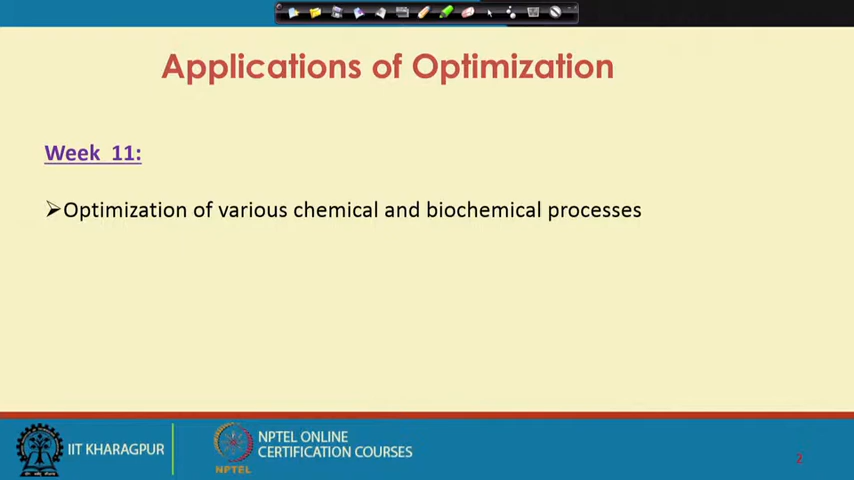 Applications of Optimization
Week 11:
➢Optimization of various chemical and biochemical processes
IIT KHARAGPUR
NPTEL
NPTEL ONLINE
CERTIFICATION COURSES
2